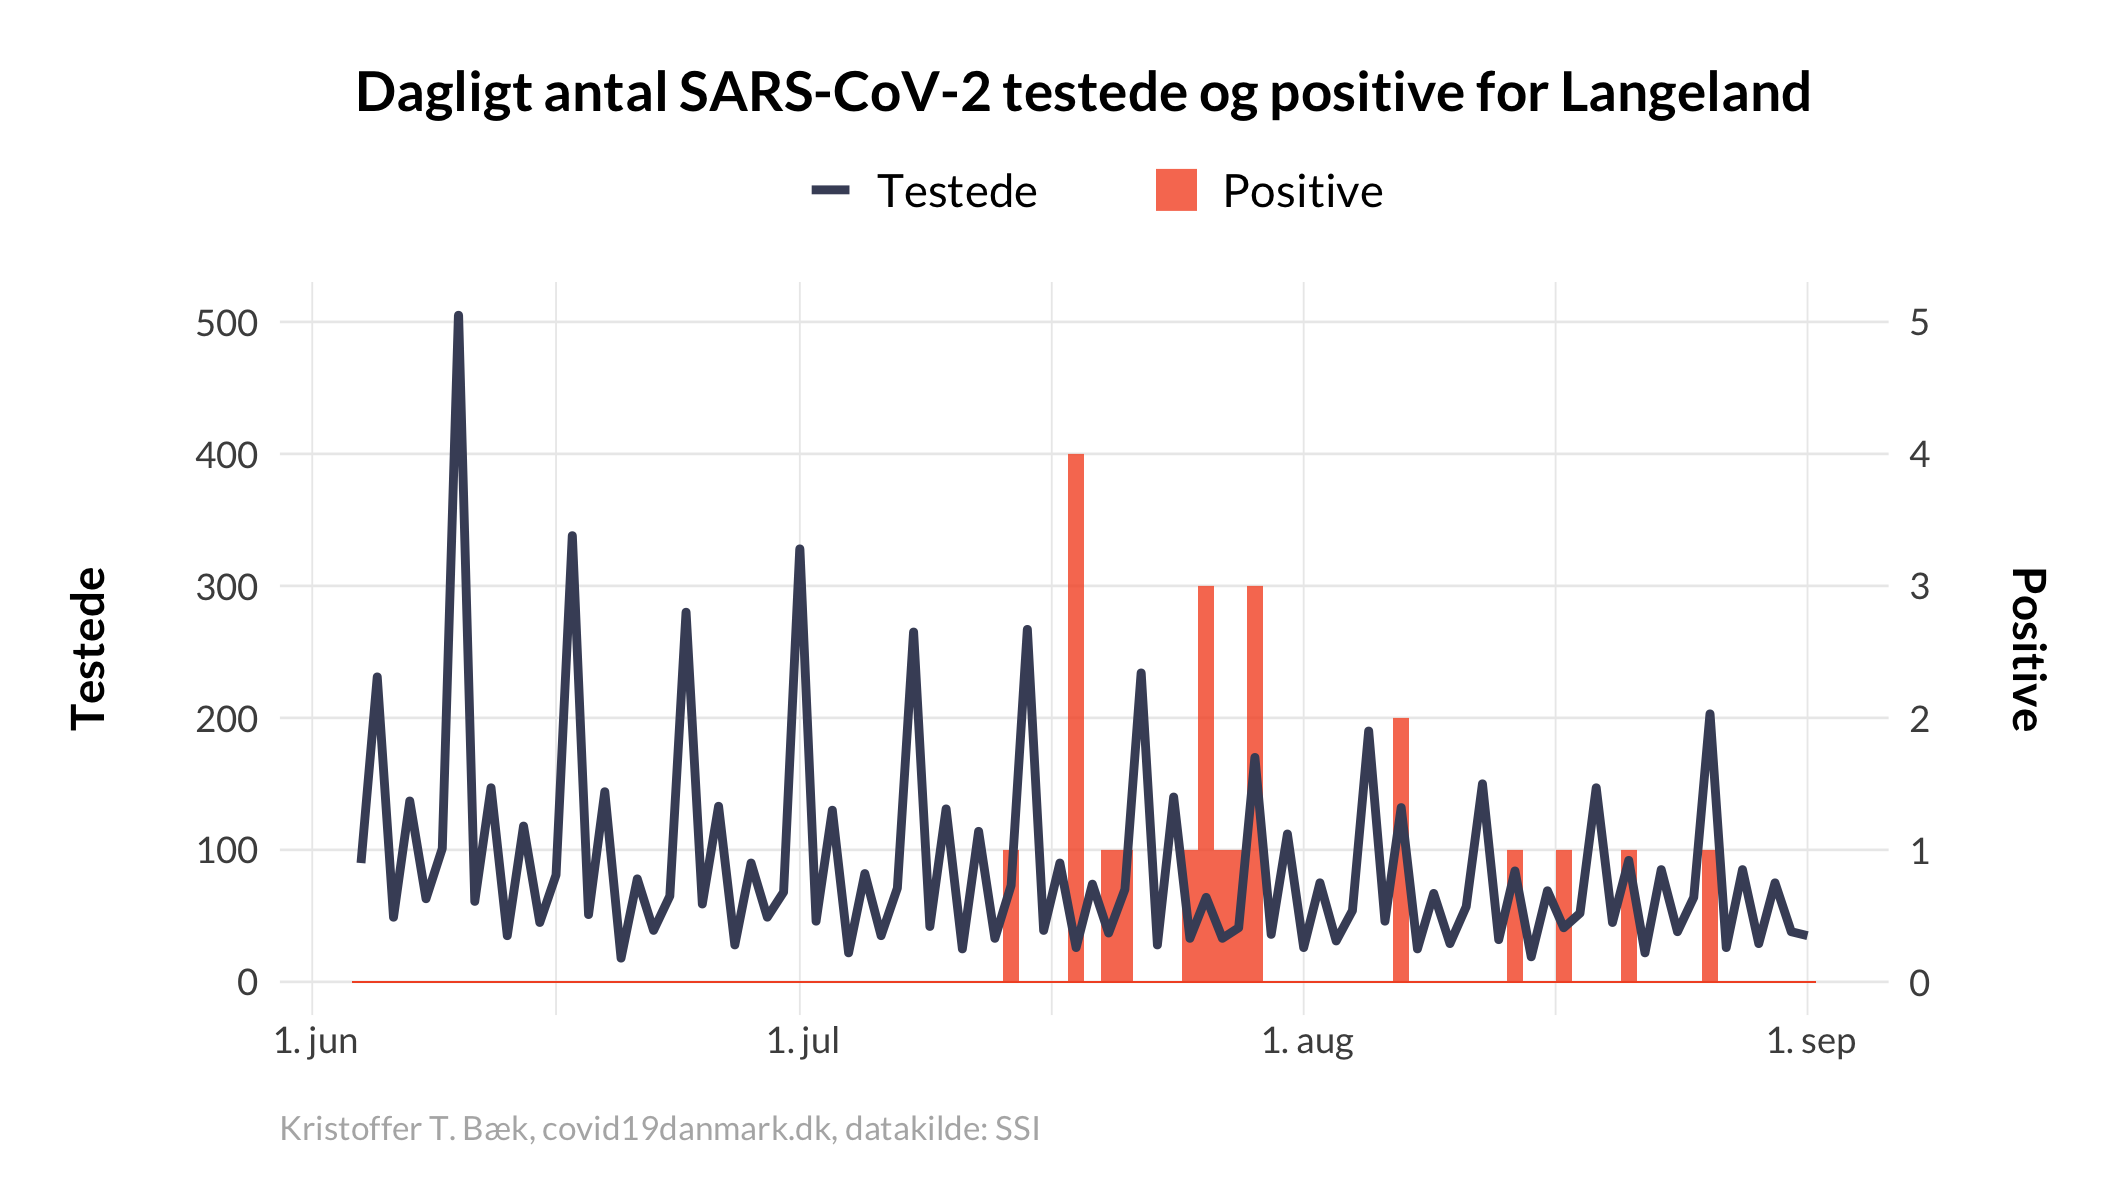 Dagligt antal SARS-CoV-2 testede og positive for Langeland
Testede Positive
500 5
400 4
300 3
200 2
100 1
0 0
Testede
Positive
1. jun 1. jul 1. aug 1. sep
Kristoffer T. Bæk, covid19danmark.dk, datakilde: SSI